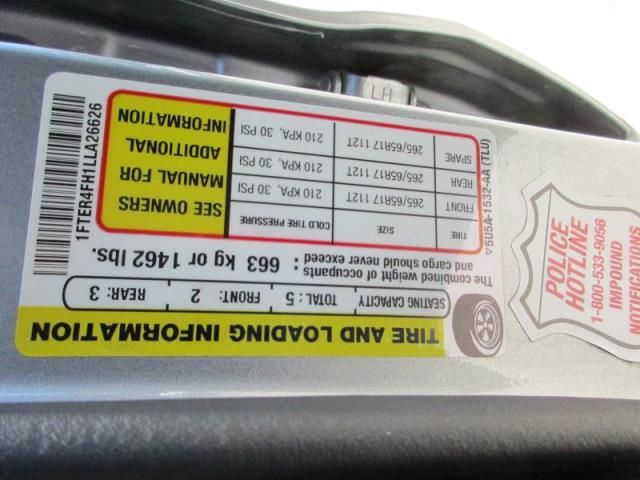 TIRE AND LOADING INFORMATION
SEATING CAPACITY TOTAL : 5 FRONT: 2 REAR: 3
The combined weight of occupants and cargo should never exceed : 663 kg or 1462 lbs.
TIRE SIZE COLD TIRE PRESSURE
FRONT 265/65R17 112T 210 KPA, 30 PSI
REAR 265/65R17 112T 210 KPA, 30 PSI
SPARE 265/65R17 112T 210 KPA, 30 PSI
SEE OWNERS
MANUAL FOR
ADDITIONAL
INFORMATION
5U5A-1532-AA (TLU)
1FTER4FH1LLA26626
LH
POLICE
HOTLINE
1-800-533-9056
IMPOUND
NOTIFICATIONS